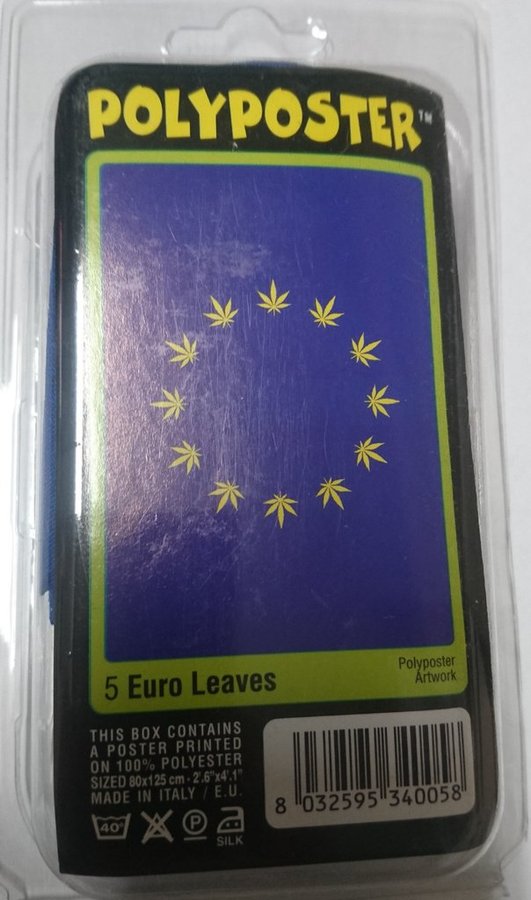 POLYPOSTER™
5 Euro Leaves
Polyposter
Artwork
THIS BOX CONTAINS
A POSTER PRINTED
ON 100% POLYESTER
SIZED 80x125 cm - 2'.6"x4'.1"
MADE IN ITALY / E.U.
40°
P
SILK
8 032595 340058